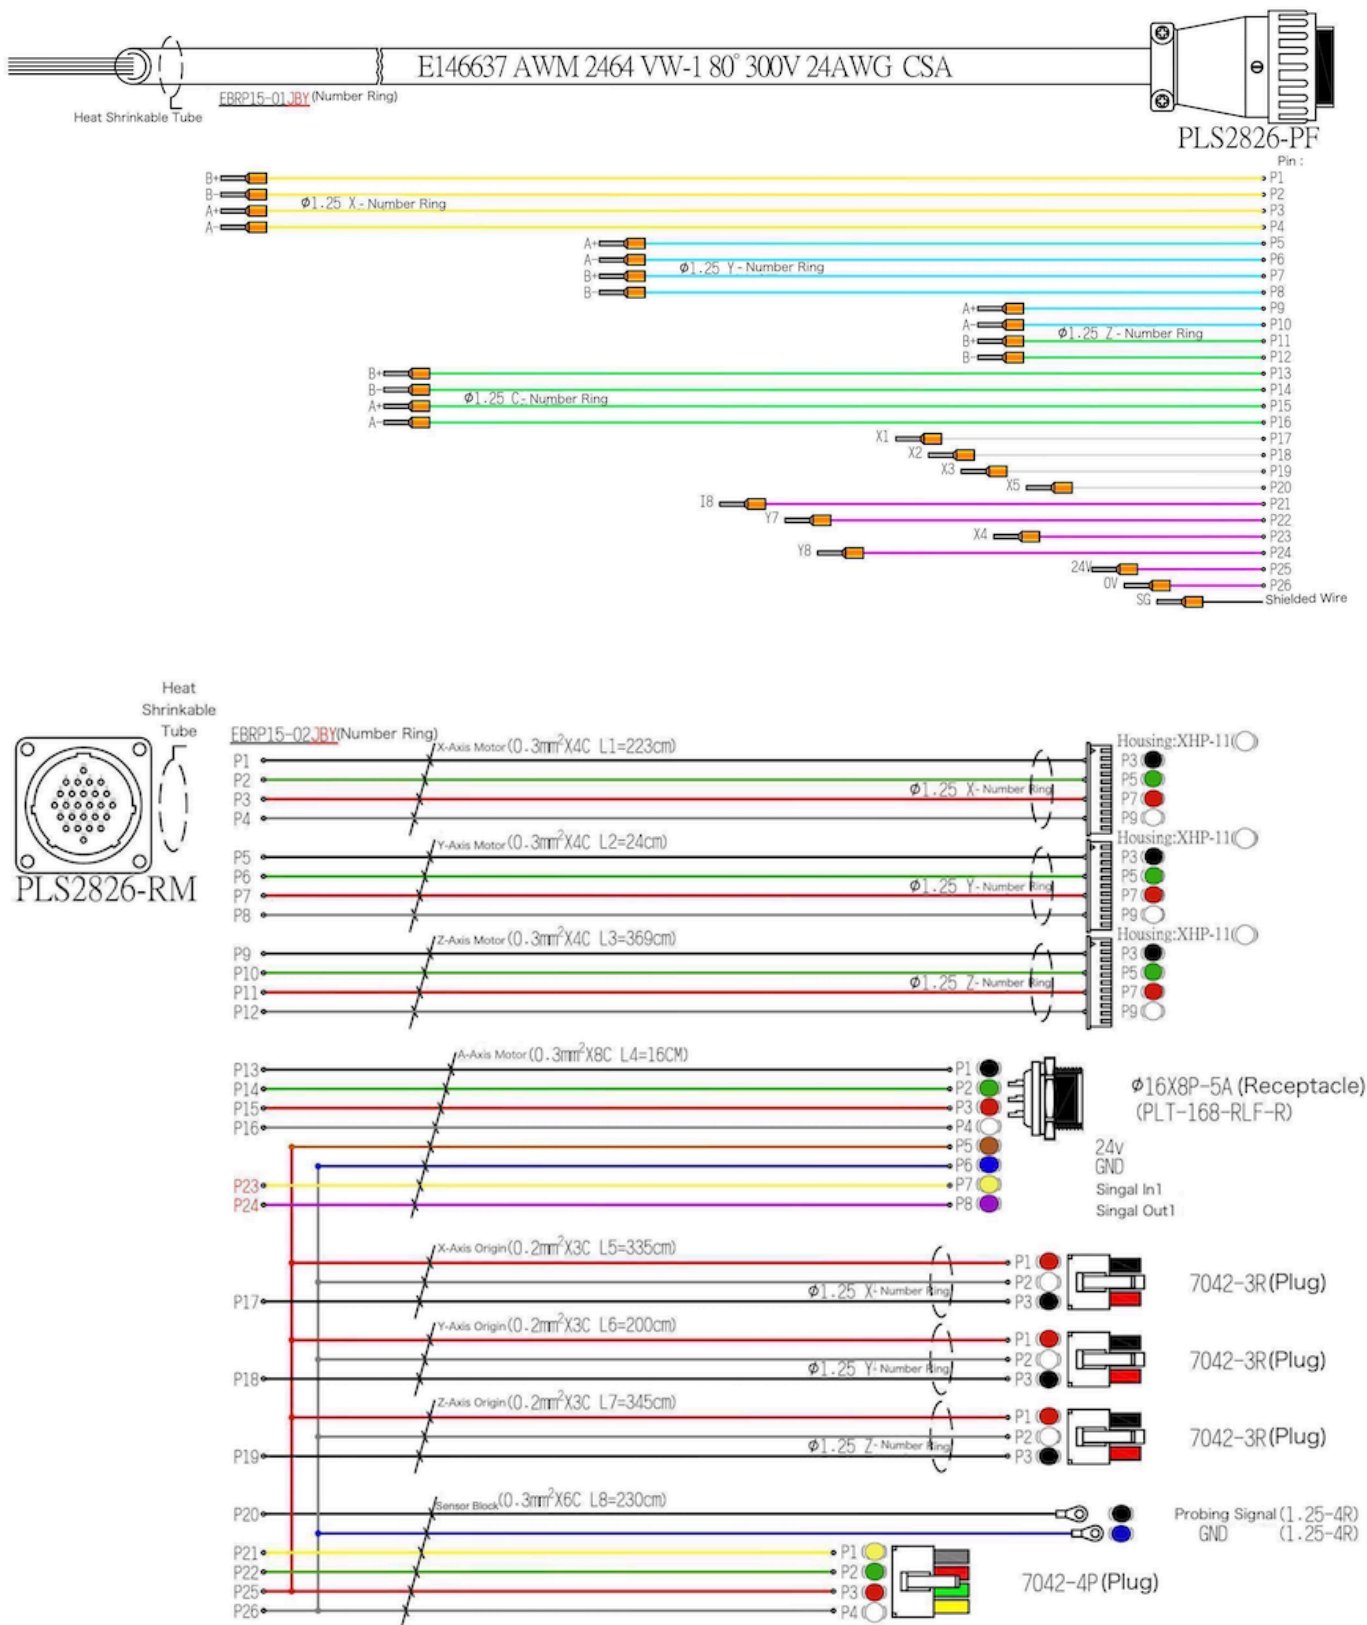 E146637 AWM 2464 VW-1 80° 300V 24AWG CSA
EBRP15-01JBY (Number Ring)
Heat Shrinkable Tube
PLS2826-PF
Pin :
B+ P1
B- P2
φ1.25 X - Number Ring
A+ P3
A- P4
A+ P5
A- P6
φ1.25 Y - Number Ring
B+ P7
B- P8
A+ P9
A- P10
φ1.25 Z - Number Ring
B+ P11
B- P12
B+ P13
B- P14
φ1.25 C - Number Ring
A+ P15
A- P16
X1 P17
X2 P18
X3 P19
X5 P20
I8 P21
Y7 P22
X4 P23
Y8 P24
24V P25
0V P26
SG Shielded Wire
Heat
Shrinkable
Tube
PLS2826-RM
EBRP15-02JBY (Number Ring)
X-Axis Motor (0.3mm²X4C L1=223cm)
Housing:XHP-11
P1 P3
P2 P5
φ1.25 X - Number Ring
P3 P7
P4 P9
Y-Axis Motor (0.3mm²X4C L2=24cm)
Housing:XHP-11
P5 P3
P6 P5
φ1.25 Y - Number Ring
P7 P7
P8 P9
Z-Axis Motor (0.3mm²X4C L3=369cm)
Housing:XHP-11
P9 P3
P10 P5
φ1.25 Z - Number Ring
P11 P7
P12 P9
A-Axis Motor (0.3mm²X8C L4=16CM)
P13 P1
P14 P2
P15 P3
P16 P4
φ16X8P-5A (Receptacle)
(PLT-168-RLF-R)
P5 24v
P6 GND
P23 P7 Singal In1
P24 P8 Singal Out1
X-Axis Origin (0.2mm²X3C L5=335cm)
P1
P2 7042-3R (Plug)
φ1.25 X - Number Ring
P17 P3
Y-Axis Origin (0.2mm²X3C L6=200cm)
P1
P2 7042-3R (Plug)
φ1.25 Y - Number Ring
P18 P3
Z-Axis Origin (0.2mm²X3C L7=345cm)
P1
P2 7042-3R (Plug)
φ1.25 Z - Number Ring
P19 P3
Sensor Block (0.3mm²X6C L8=230cm)
P20 Probing Signal (1.25-4R)
GND (1.25-4R)
P21 P1
P22 P2
P25 P3
P26 P4
7042-4P (Plug)